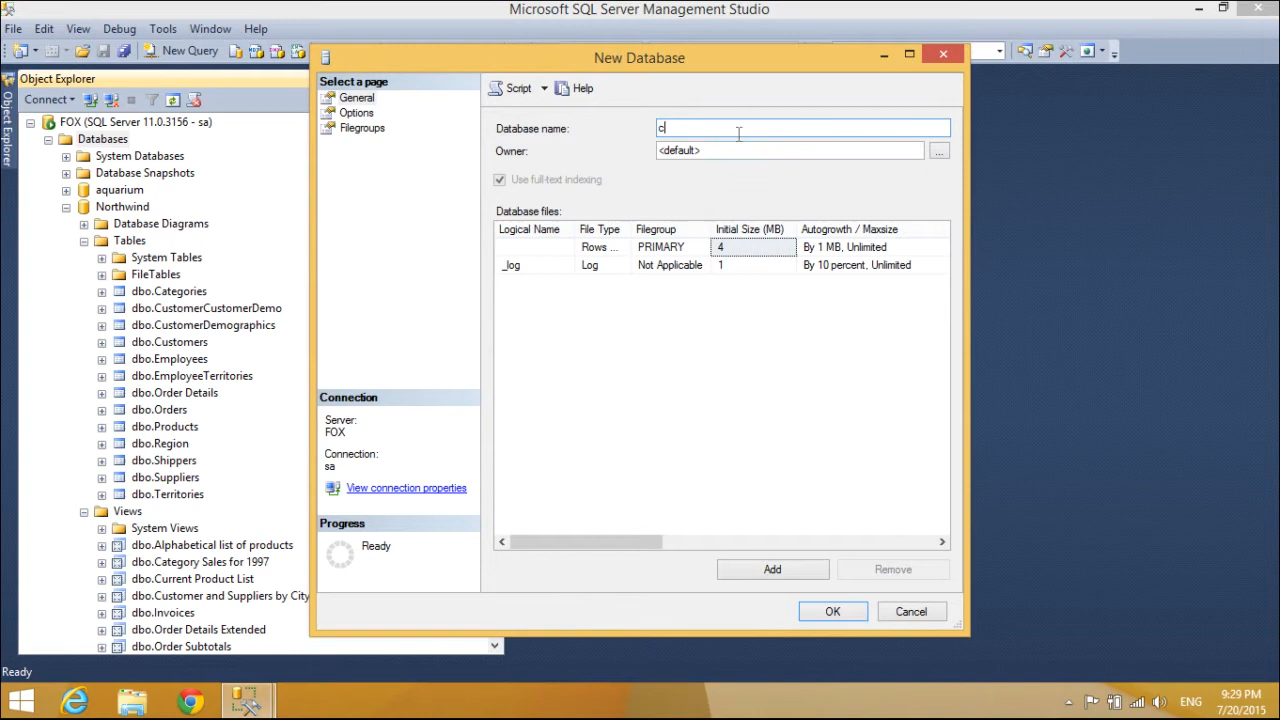 Microsoft SQL Server Management Studio
File Edit View Debug Tools Window Help
New Query
Object Explorer
Object Explorer
Connect
FOX (SQL Server 11.0.3156 - sa)
Databases
System Databases
Database Snapshots
aquarium
Northwind
Database Diagrams
Tables
System Tables
FileTables
dbo.Categories
dbo.CustomerCustomerDemo
dbo.CustomerDemographics
dbo.Customers
dbo.Employees
dbo.EmployeeTerritories
dbo.Order Details
dbo.Orders
dbo.Products
dbo.Region
dbo.Shippers
dbo.Suppliers
dbo.Territories
Views
System Views
dbo.Alphabetical list of products
dbo.Category Sales for 1997
dbo.Current Product List
dbo.Customer and Suppliers by City
dbo.Invoices
dbo.Order Details Extended
dbo.Order Subtotals
New Database
Select a page
General
Options
Filegroups
Connection
Server:
FOX
Connection:
sa
View connection properties
Progress
Ready
Script Help
Database name: c
Owner: <default> ...
Use full-text indexing
Database files:
Logical Name File Type Filegroup Initial Size (MB) Autogrowth / Maxsize
Rows ... PRIMARY 4 By 1 MB, Unlimited
_log Log Not Applicable 1 By 10 percent, Unlimited
Add Remove
OK Cancel
Ready
ENG
9:29 PM
7/20/2015